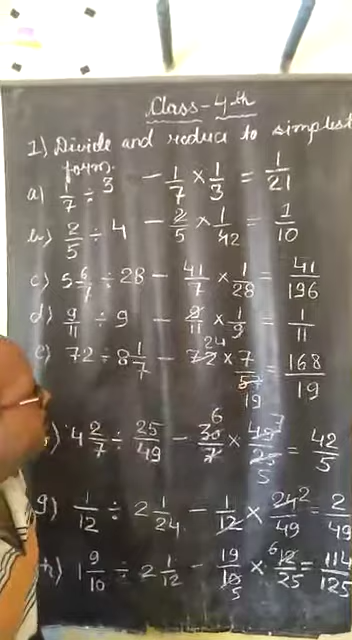 Class - 4th
1) Divide and reduce to simplest form.
a) 1/7 ÷ 3 — 1/7 × 1/3 = 1/21
b) 2/5 ÷ 4 — 2/5 × 1/42 = 1/10
c) 5 6/7 ÷ 28 — 41/7 × 1/28 = 41/196
d) 9/11 ÷ 9 — 9/11 × 1/9 = 1/11
e) 72 ÷ 8 1/7 — 72 24 × 7/57 19 = 168/19
) 4 2/7 ÷ 25/49 — 30 6/7 × 49 7/25 5 = 42/5
g) 1/12 ÷ 2 1/24 — 1/12 × 24 2/49 = 2/49
h) 1 9/10 ÷ 2 1/12 — 19/10 5 × 6 12/25 = 114/125